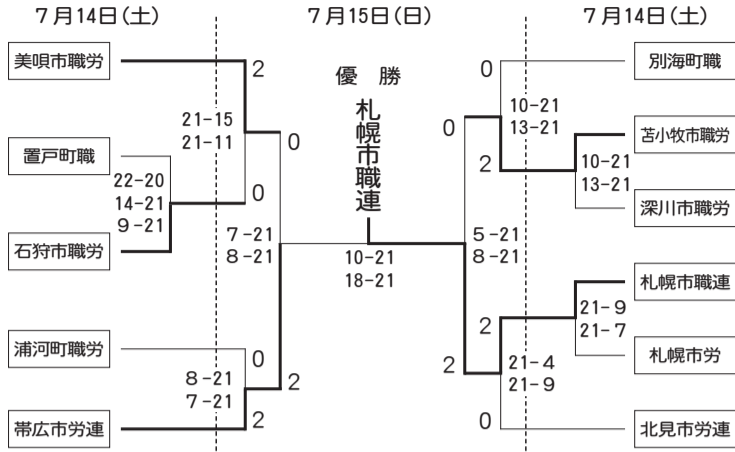 7月14日(土)
7月15日(日)
7月14日(土)
美唄市職労
2
21-15
21-11
0
置戸町職
22-20
14-21
9-21
0
石狩市職労
7-21
8-21
浦河町職労
0
8-21
7-21
2
帯広市労連
2
優 勝
札幌市職連
10-21
18-21
0
別海町職
10-21
13-21
0
2
苫小牧市職労
10-21
13-21
深川市職労
5-21
8-21
札幌市職連
21-9
21-7
2
札幌市労
2
21-4
21-9
0
北見市労連